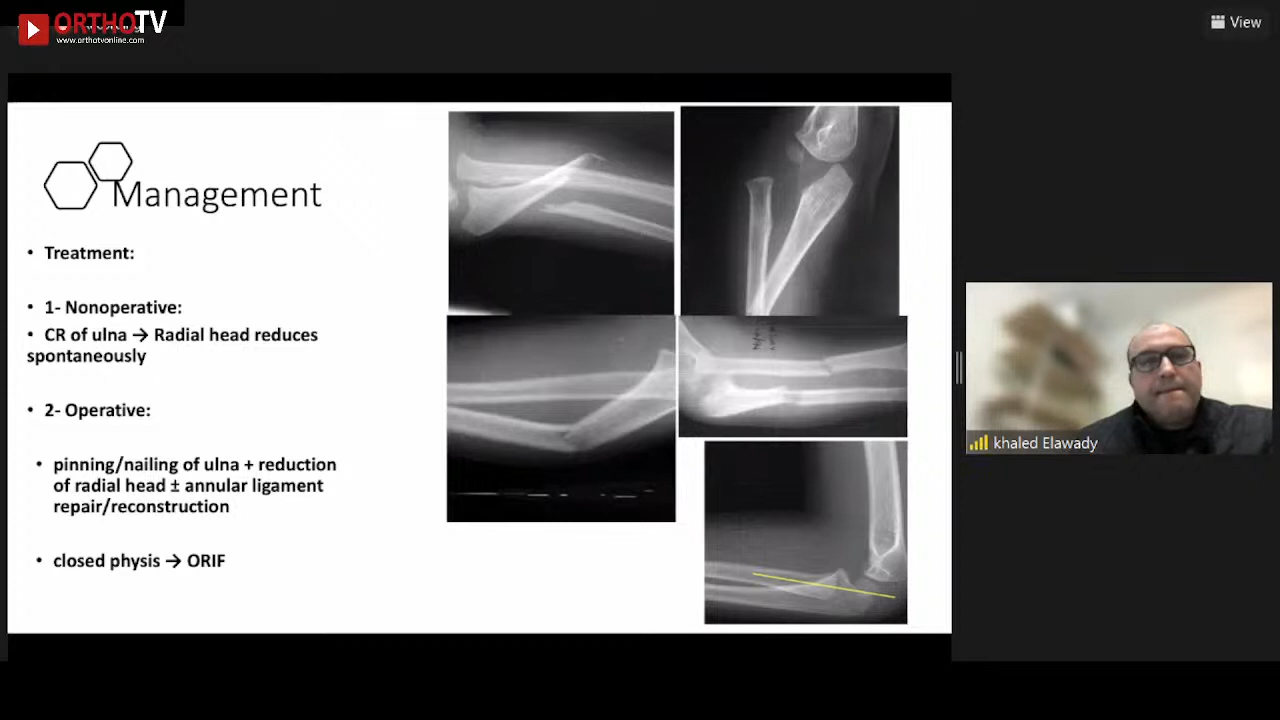 ORTHOTV
www.orthotvonline.com
View
Management
• Treatment:
• 1- Nonoperative:
• CR of ulna → Radial head reduces
spontaneously
• 2- Operative:
• pinning/nailing of ulna + reduction
of radial head ± annular ligament
repair/reconstruction
• closed physis → ORIF
khaled Elawady